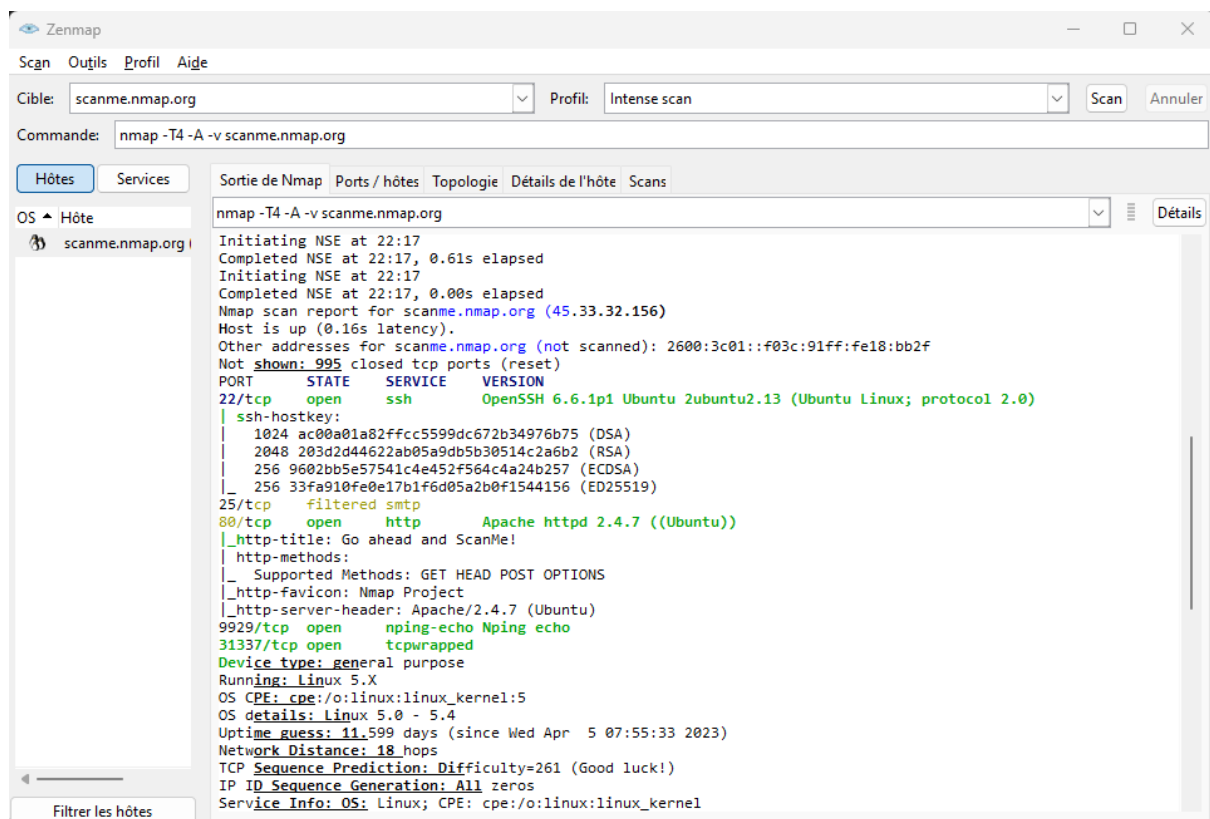 Zenmap
Scan Outils Profil Aide
Cible: scanme.nmap.org Profil: Intense scan Scan Annuler
Commande: nmap -T4 -A -v scanme.nmap.org
Hôtes Services
Sortie de Nmap Ports / hôtes Topologie Détails de l'hôte Scans
OS Hôte
scanme.nmap.org (
nmap -T4 -A -v scanme.nmap.org Détails
Initiating NSE at 22:17
Completed NSE at 22:17, 0.61s elapsed
Initiating NSE at 22:17
Completed NSE at 22:17, 0.00s elapsed
Nmap scan report for scanme.nmap.org (45.33.32.156)
Host is up (0.16s latency).
Other addresses for scanme.nmap.org (not scanned): 2600:3c01::f03c:91ff:fe18:bb2f
Not shown: 995 closed tcp ports (reset)
PORT STATE SERVICE VERSION
22/tcp open ssh OpenSSH 6.6.1p1 Ubuntu 2ubuntu2.13 (Ubuntu Linux; protocol 2.0)
| ssh-hostkey:
| 1024 ac00a01a82ffcc5599dc672b34976b75 (DSA)
| 2048 203d2d44622ab05a9db5b30514c2a6b2 (RSA)
| 256 9602bb5e57541c4e452f564c4a24b257 (ECDSA)
|_ 256 33fa910fe0e17b1f6d05a2b0f1544156 (ED25519)
25/tcp filtered smtp
80/tcp open http Apache httpd 2.4.7 ((Ubuntu))
|_http-title: Go ahead and ScanMe!
| http-methods:
|_ Supported Methods: GET HEAD POST OPTIONS
|_http-favicon: Nmap Project
|_http-server-header: Apache/2.4.7 (Ubuntu)
9929/tcp open nping-echo Nping echo
31337/tcp open tcpwrapped
Device type: general purpose
Running: Linux 5.X
OS CPE: cpe:/o:linux:linux_kernel:5
OS details: Linux 5.0 - 5.4
Uptime guess: 11.599 days (since Wed Apr 5 07:55:33 2023)
Network Distance: 18 hops
TCP Sequence Prediction: Difficulty=261 (Good luck!)
IP ID Sequence Generation: All zeros
Service Info: OS: Linux; CPE: cpe:/o:linux:linux_kernel
Filtrer les hôtes